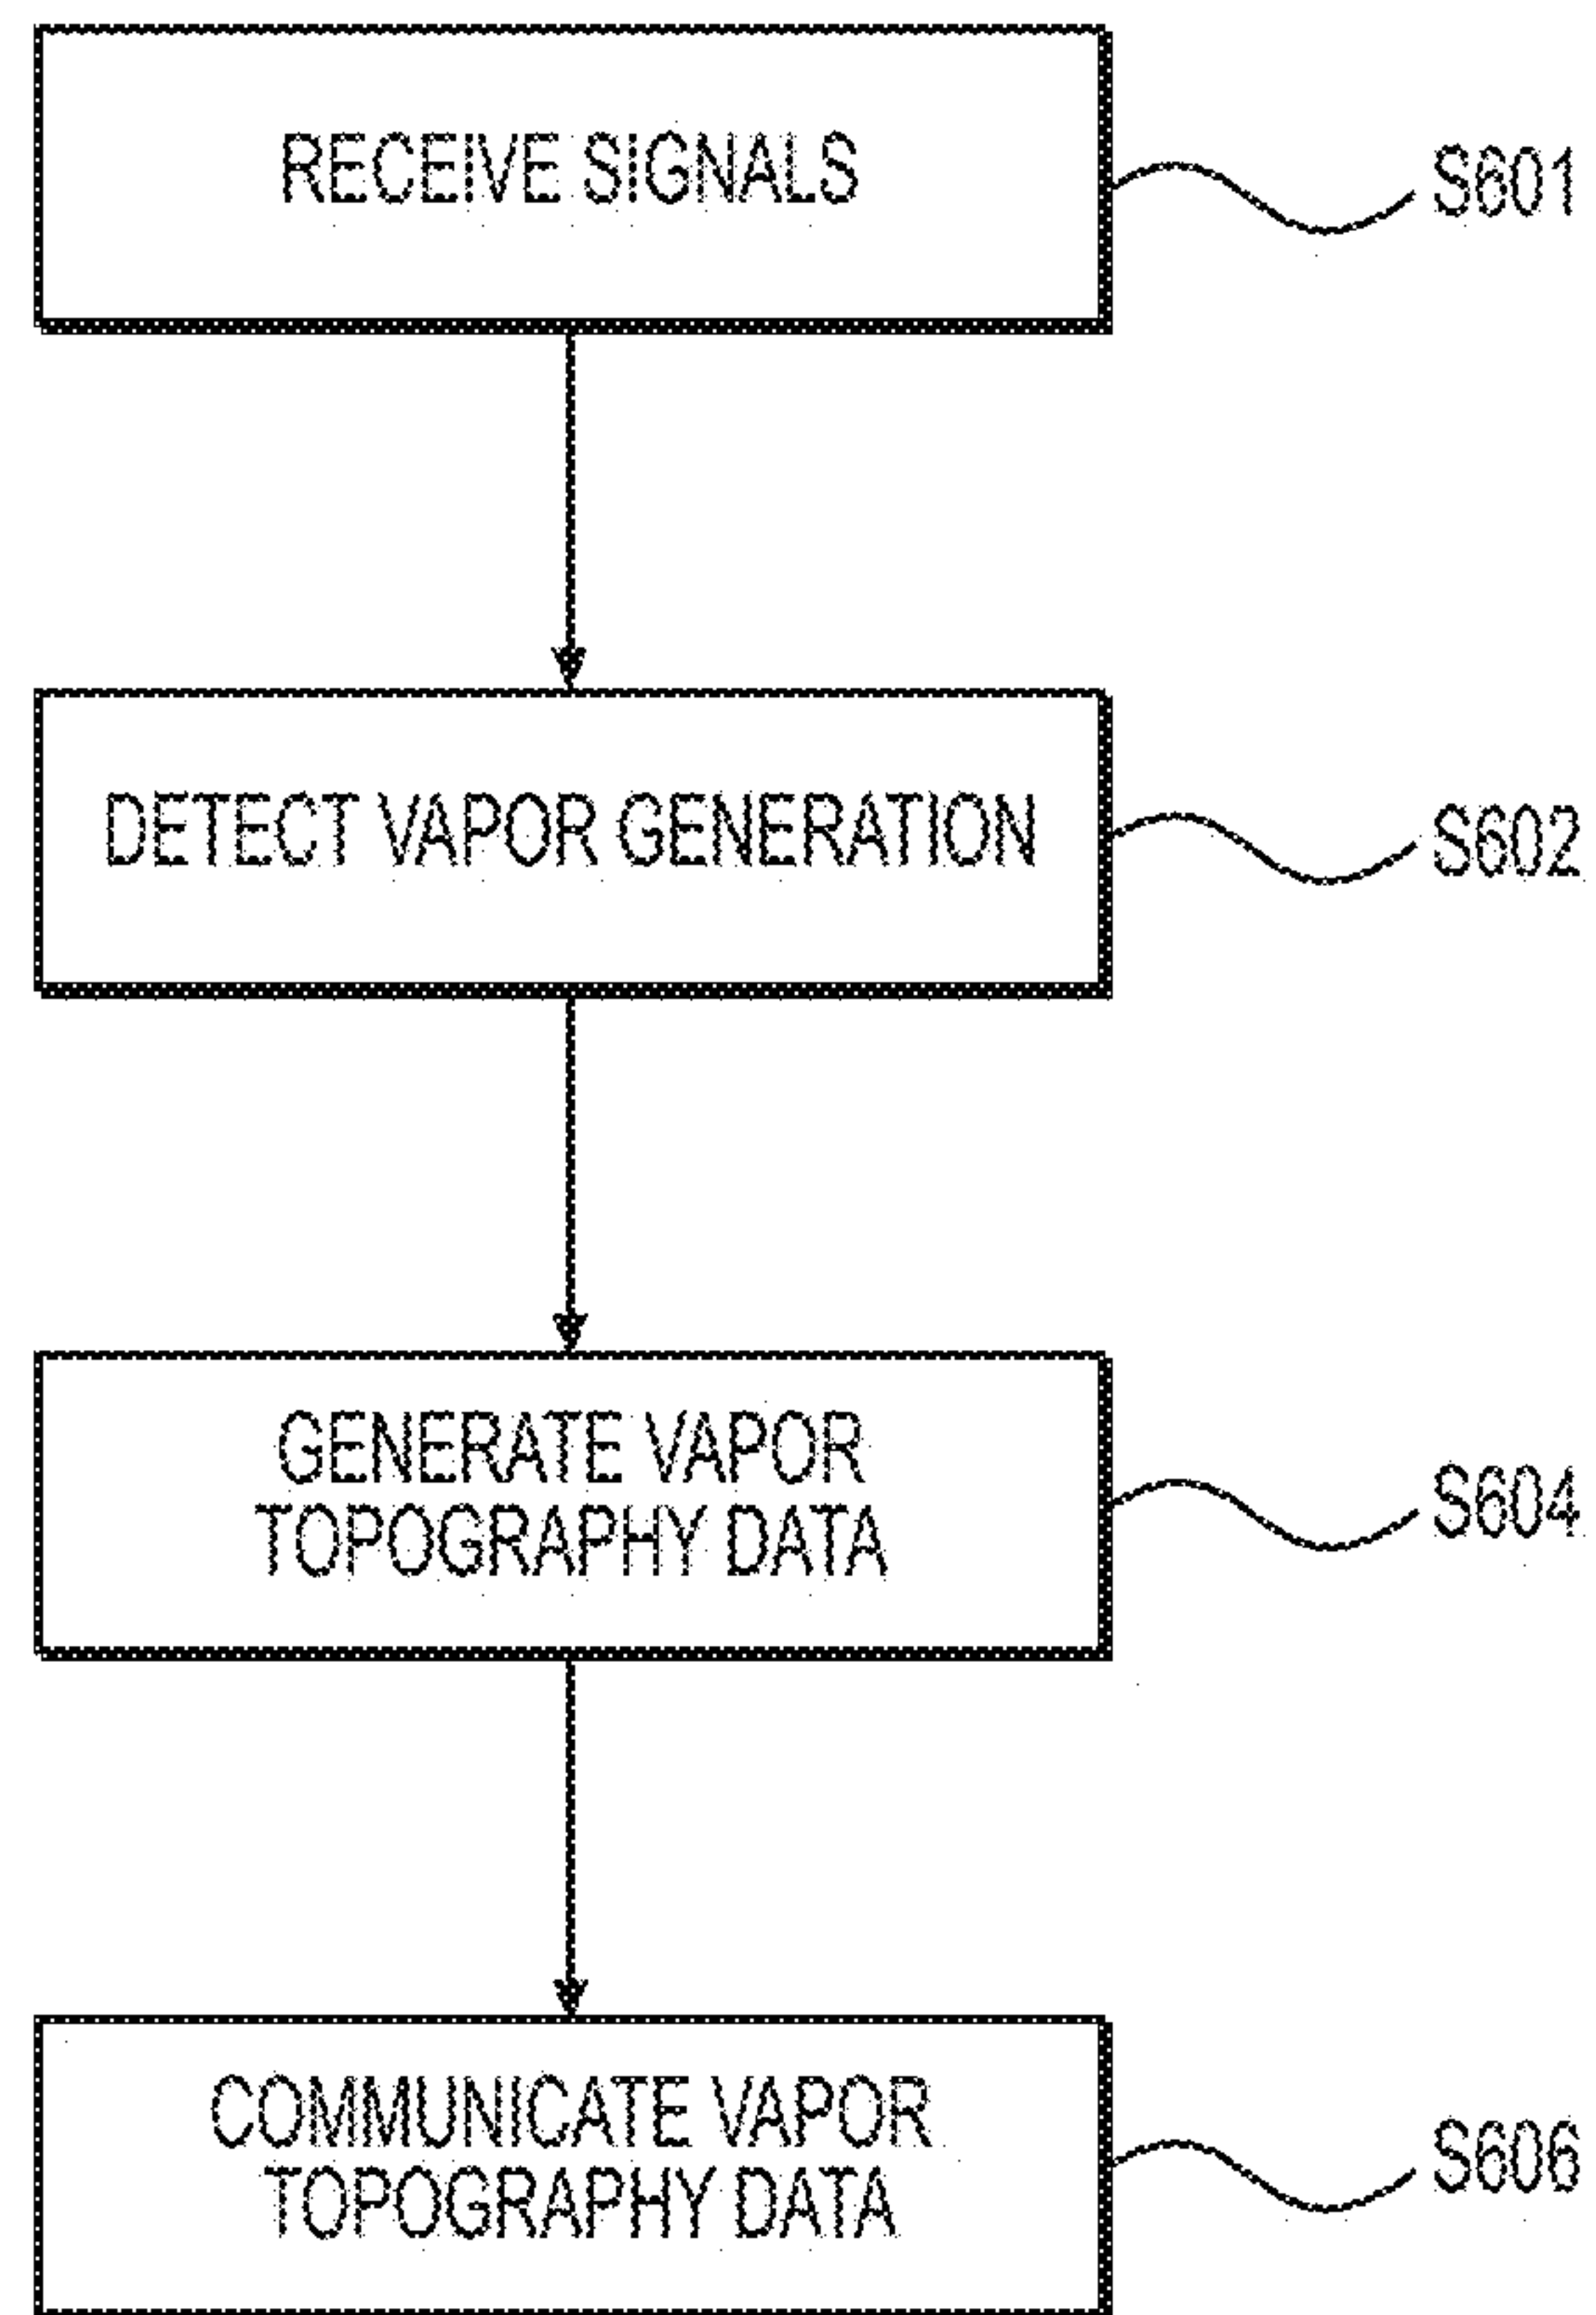 RECEIVE SIGNALS
S601
DETECT VAPOR GENERATION
S602
GENERATE VAPOR
TOPOGRAPHY DATA
S604
COMMUNICATE VAPOR
TOPOGRAPHY DATA
S606